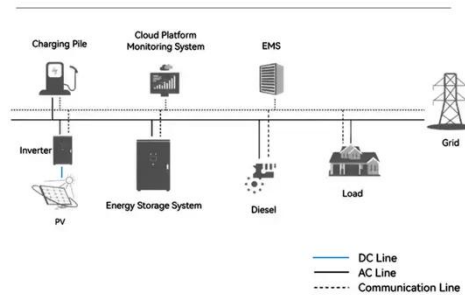 Charging Pile
Cloud Platform
Monitoring System
EMS
Grid
Inverter
PV
Energy Storage System
Diesel
Load
DC Line
AC Line
Communication Line